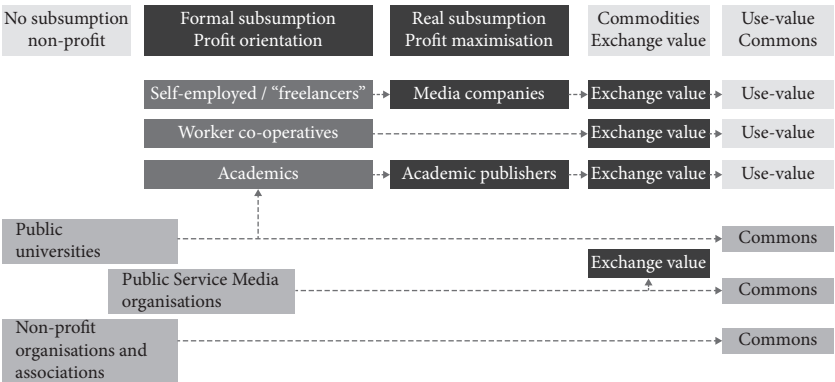 No subsumption
non-profit
Formal subsumption
Profit orientation
Real subsumption
Profit maximisation
Commodities
Exchange value
Use-value
Commons
Self-employed / “freelancers”
Media companies
Exchange value
Use-value
Worker co-operatives
Exchange value
Use-value
Academics
Academic publishers
Exchange value
Use-value
Public
universities
Commons
Exchange value
Public Service Media
organisations
Commons
Non-profit
organisations and
associations
Commons